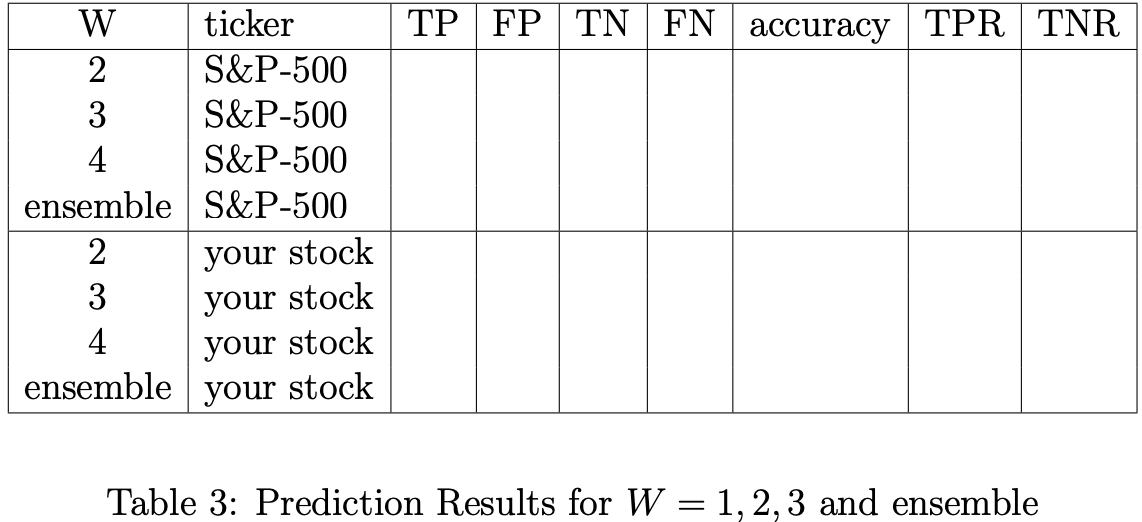 W ticker TP FP TN FN accuracy TPR TNR
2 S&P-500
3 S&P-500
4 S&P-500
ensemble S&P-500
2 your stock
3 your stock
4 your stock
ensemble your stock
Table 3: Prediction Results for W = 1, 2, 3 and ensemble